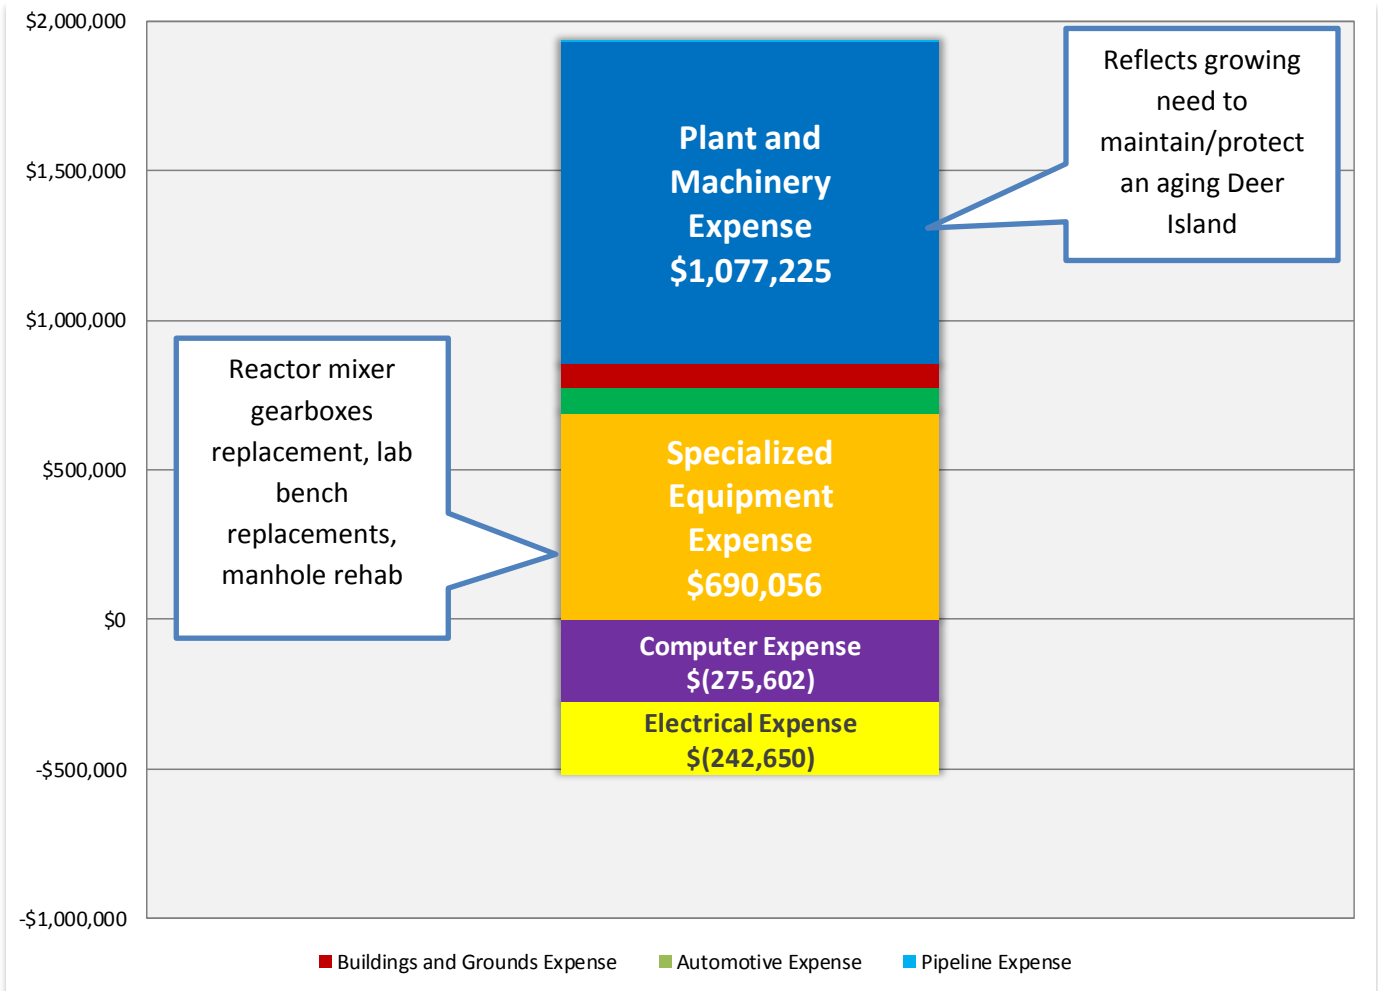 $2,000,000
$1,500,000
$1,000,000
$500,000
$0
-$500,000
-$1,000,000
Plant and
Machinery
Expense
$1,077,225
Reflects growing
need to
maintain/protect
an aging Deer
Island
Reactor mixer
gearboxes
replacement, lab
bench
replacements,
manhole rehab
Specialized
Equipment
Expense
$690,056
Computer Expense
$(275,602)
Electrical Expense
$(242,650)
Buildings and Grounds Expense
Automotive Expense
Pipeline Expense